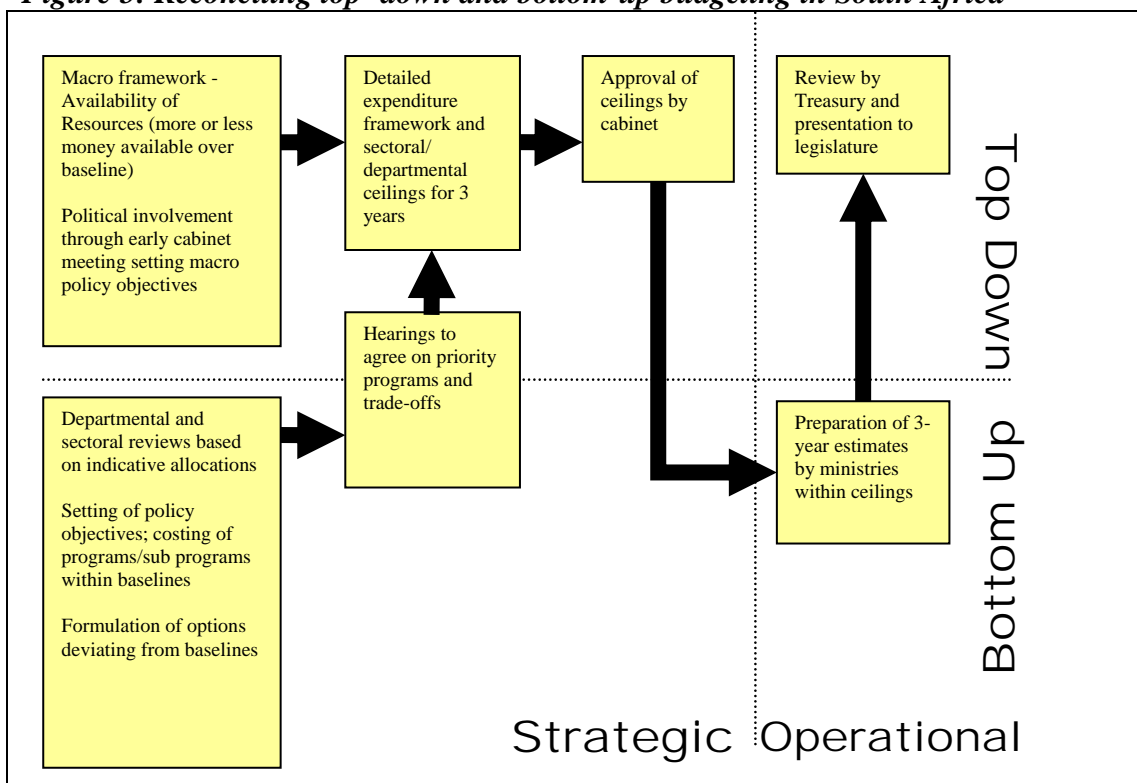 Figure Reconciling top-down and bottom-up budgeting in South Africa
Macro framework -
Availability of
Resources (more or less
money available over
baseline)
Political involvement
through early cabinet
meeting setting macro
policy objectives
Detailed
expenditure
framework and
sectoral/
departmental
ceilings for 3
years
Approval of
ceilings by
cabinet
Review by
Treasury and
presentation to
legislature
Top Down
Hearings to
agree on priority
programs and
trade-offs
Departmental and
sectoral reviews based
on indicative allocations
Setting of policy
objectives; costing of
programs/sub programs
within baselines
Formulation of options
deviating from baselines
Preparation of 3-
year estimates
by ministries
within ceilings
Bottom Up
Strategic
Operational